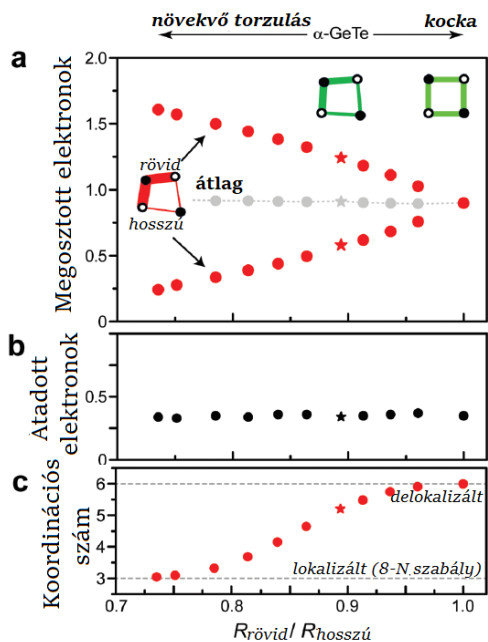 növekvő torzulás
kocka
α-GeTe
a
2.0
1.5
1.0
0.5
0
Megosztott elektronok
rövid
átlag
hosszú
b
0.5
Atadott
elektronok
c
6
5
4
3
Koordinációs
szám
delokalizált
lokalizált (8-N szabály)
0.7
0.8
0.9
1.0
Rrövid/ Rhosszú